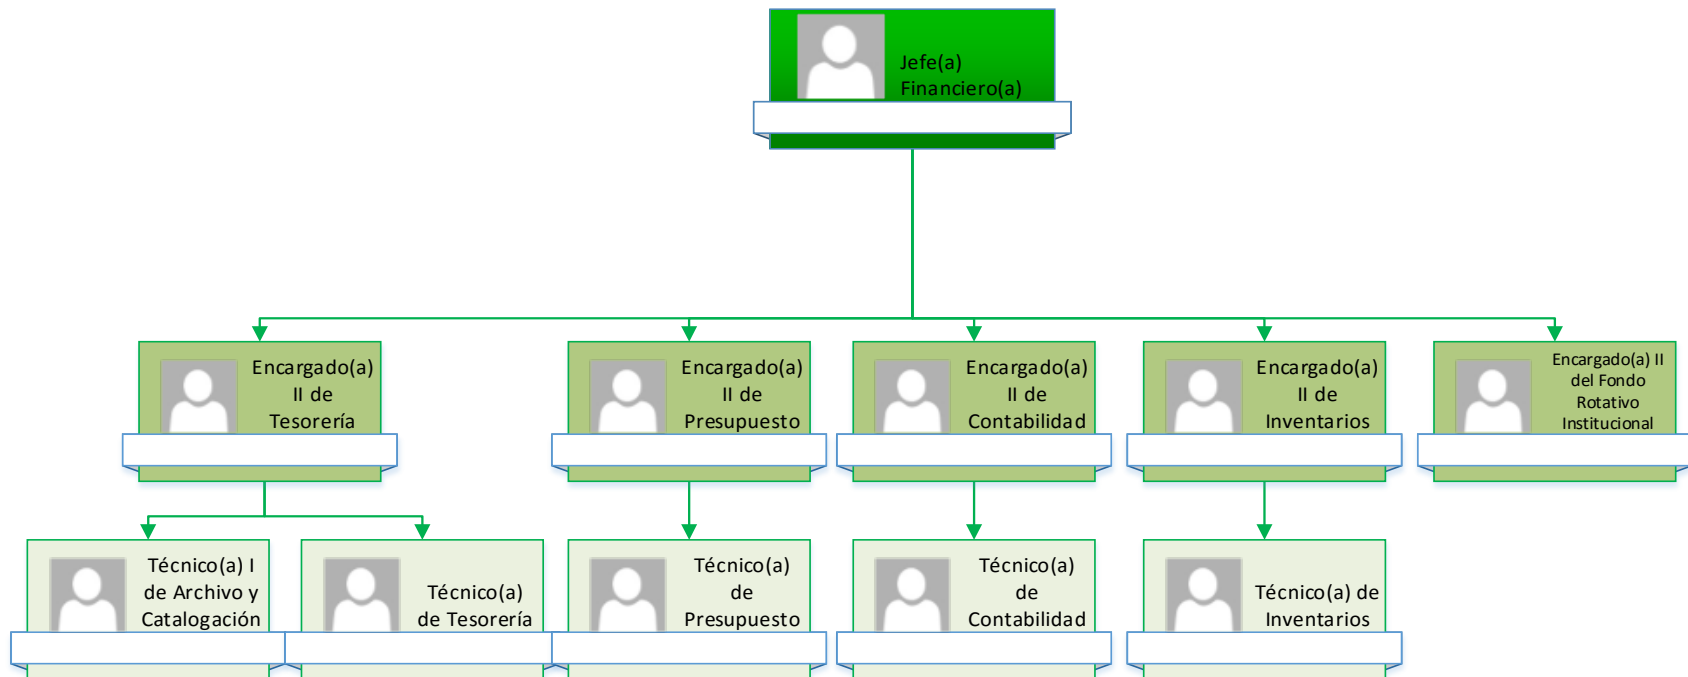 Jefe(a)
Financiero(a)
Encargado(a)
II de
Tesorería
Encargado(a)
II de
Presupuesto
Encargado(a)
II de
Contabilidad
Encargado(a)
II de
Inventarios
Encargado(a) II
del Fondo
Rotativo
Institucional
Técnico(a) I
de Archivo y
Catalogación
Técnico(a)
de Tesorería
Técnico(a)
de
Presupuesto
Técnico(a)
de
Contabilidad
Técnico(a) de
Inventarios